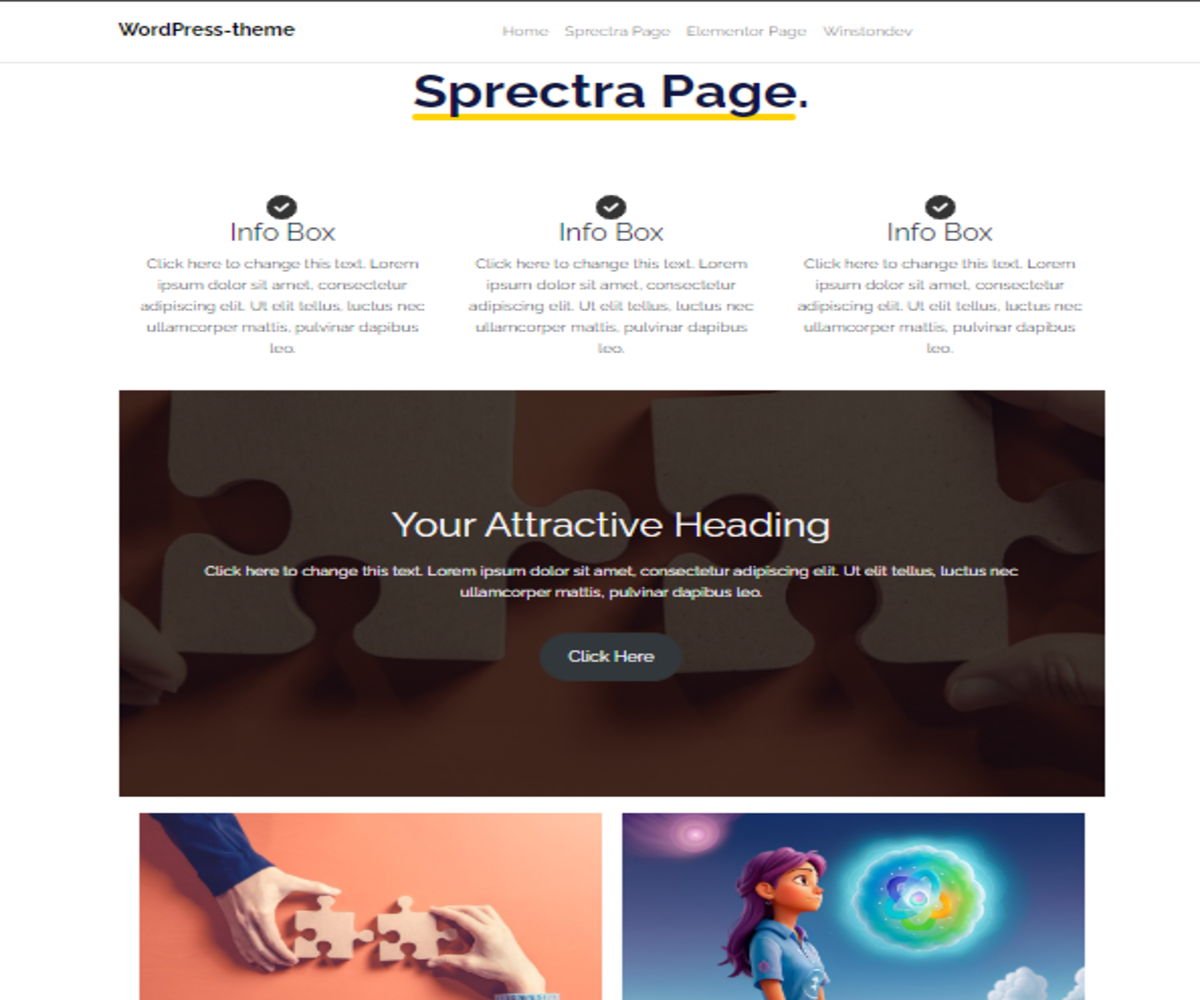 WordPress-theme
Home Sprectra Page Elementor Page Winstondev
Sprectra Page.
Info Box
Click here to change this text. Lorem
ipsum dolor sit amet, consectetur
adipiscing elit. Ut elit tellus, luctus nec
ullamcorper mattis, pulvinar dapibus
leo.
Info Box
Click here to change this text. Lorem
ipsum dolor sit amet, consectetur
adipiscing elit. Ut elit tellus, luctus nec
ullamcorper mattis, pulvinar dapibus
leo.
Info Box
Click here to change this text. Lorem
ipsum dolor sit amet, consectetur
adipiscing elit. Ut elit tellus, luctus nec
ullamcorper mattis, pulvinar dapibus
leo.
Your Attractive Heading
Click here to change this text. Lorem ipsum dolor sit amet, consectetur adipiscing elit. Ut elit tellus, luctus nec
ullamcorper mattis, pulvinar dapibus leo.
Click Here